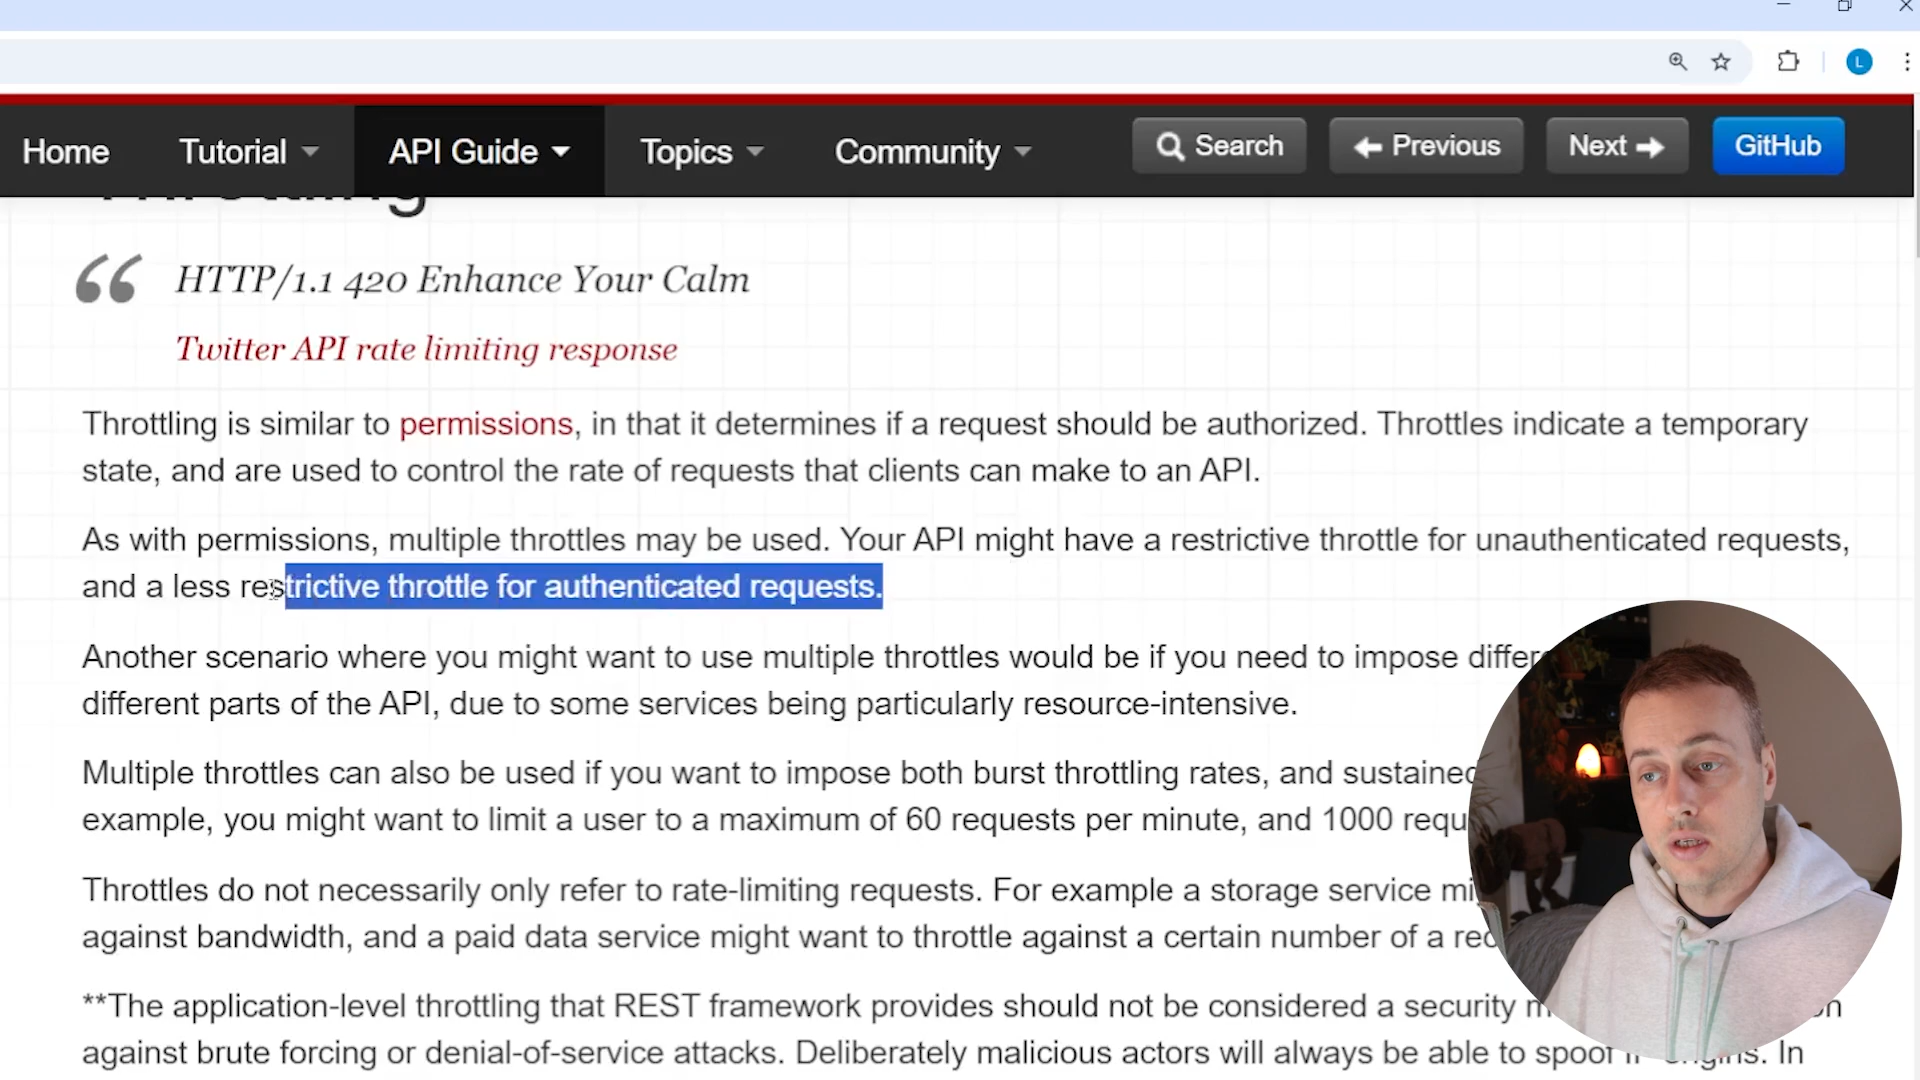 L
Home Tutorial API Guide Topics Community Search Previous Next GitHub
Throttling
HTTP/1.1 420 Enhance Your Calm
Twitter API rate limiting response
Throttling is similar to permissions, in that it determines if a request should be authorized. Throttles indicate a temporary
state, and are used to control the rate of requests that clients can make to an API.
As with permissions, multiple throttles may be used. Your API might have a restrictive throttle for unauthenticated requests,
and a less restrictive throttle for authenticated requests.
Another scenario where you might want to use multiple throttles would be if you need to impose
different parts of the API, due to some services being particularly resource-intensive.
Multiple throttles can also be used if you want to impose both burst throttling rates, and sustained
example, you might want to limit a user to a maximum of 60 requests per minute, and 1000
Throttles do not necessarily only refer to rate-limiting requests. For example a storage service
against bandwidth, and a paid data service might want to throttle against a certain number of a
**The application-level throttling that REST framework provides should not be considered a security
against brute forcing or denial-of-service attacks. Deliberately malicious actors will always be able to spoof IP origins. In